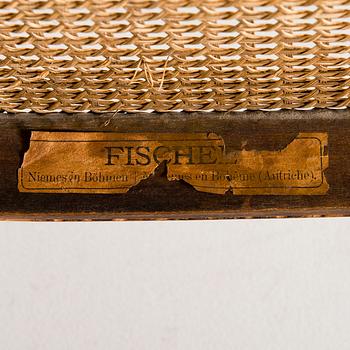 FISCHEL
Niemes in Böhmen en Bohême (Autriche).